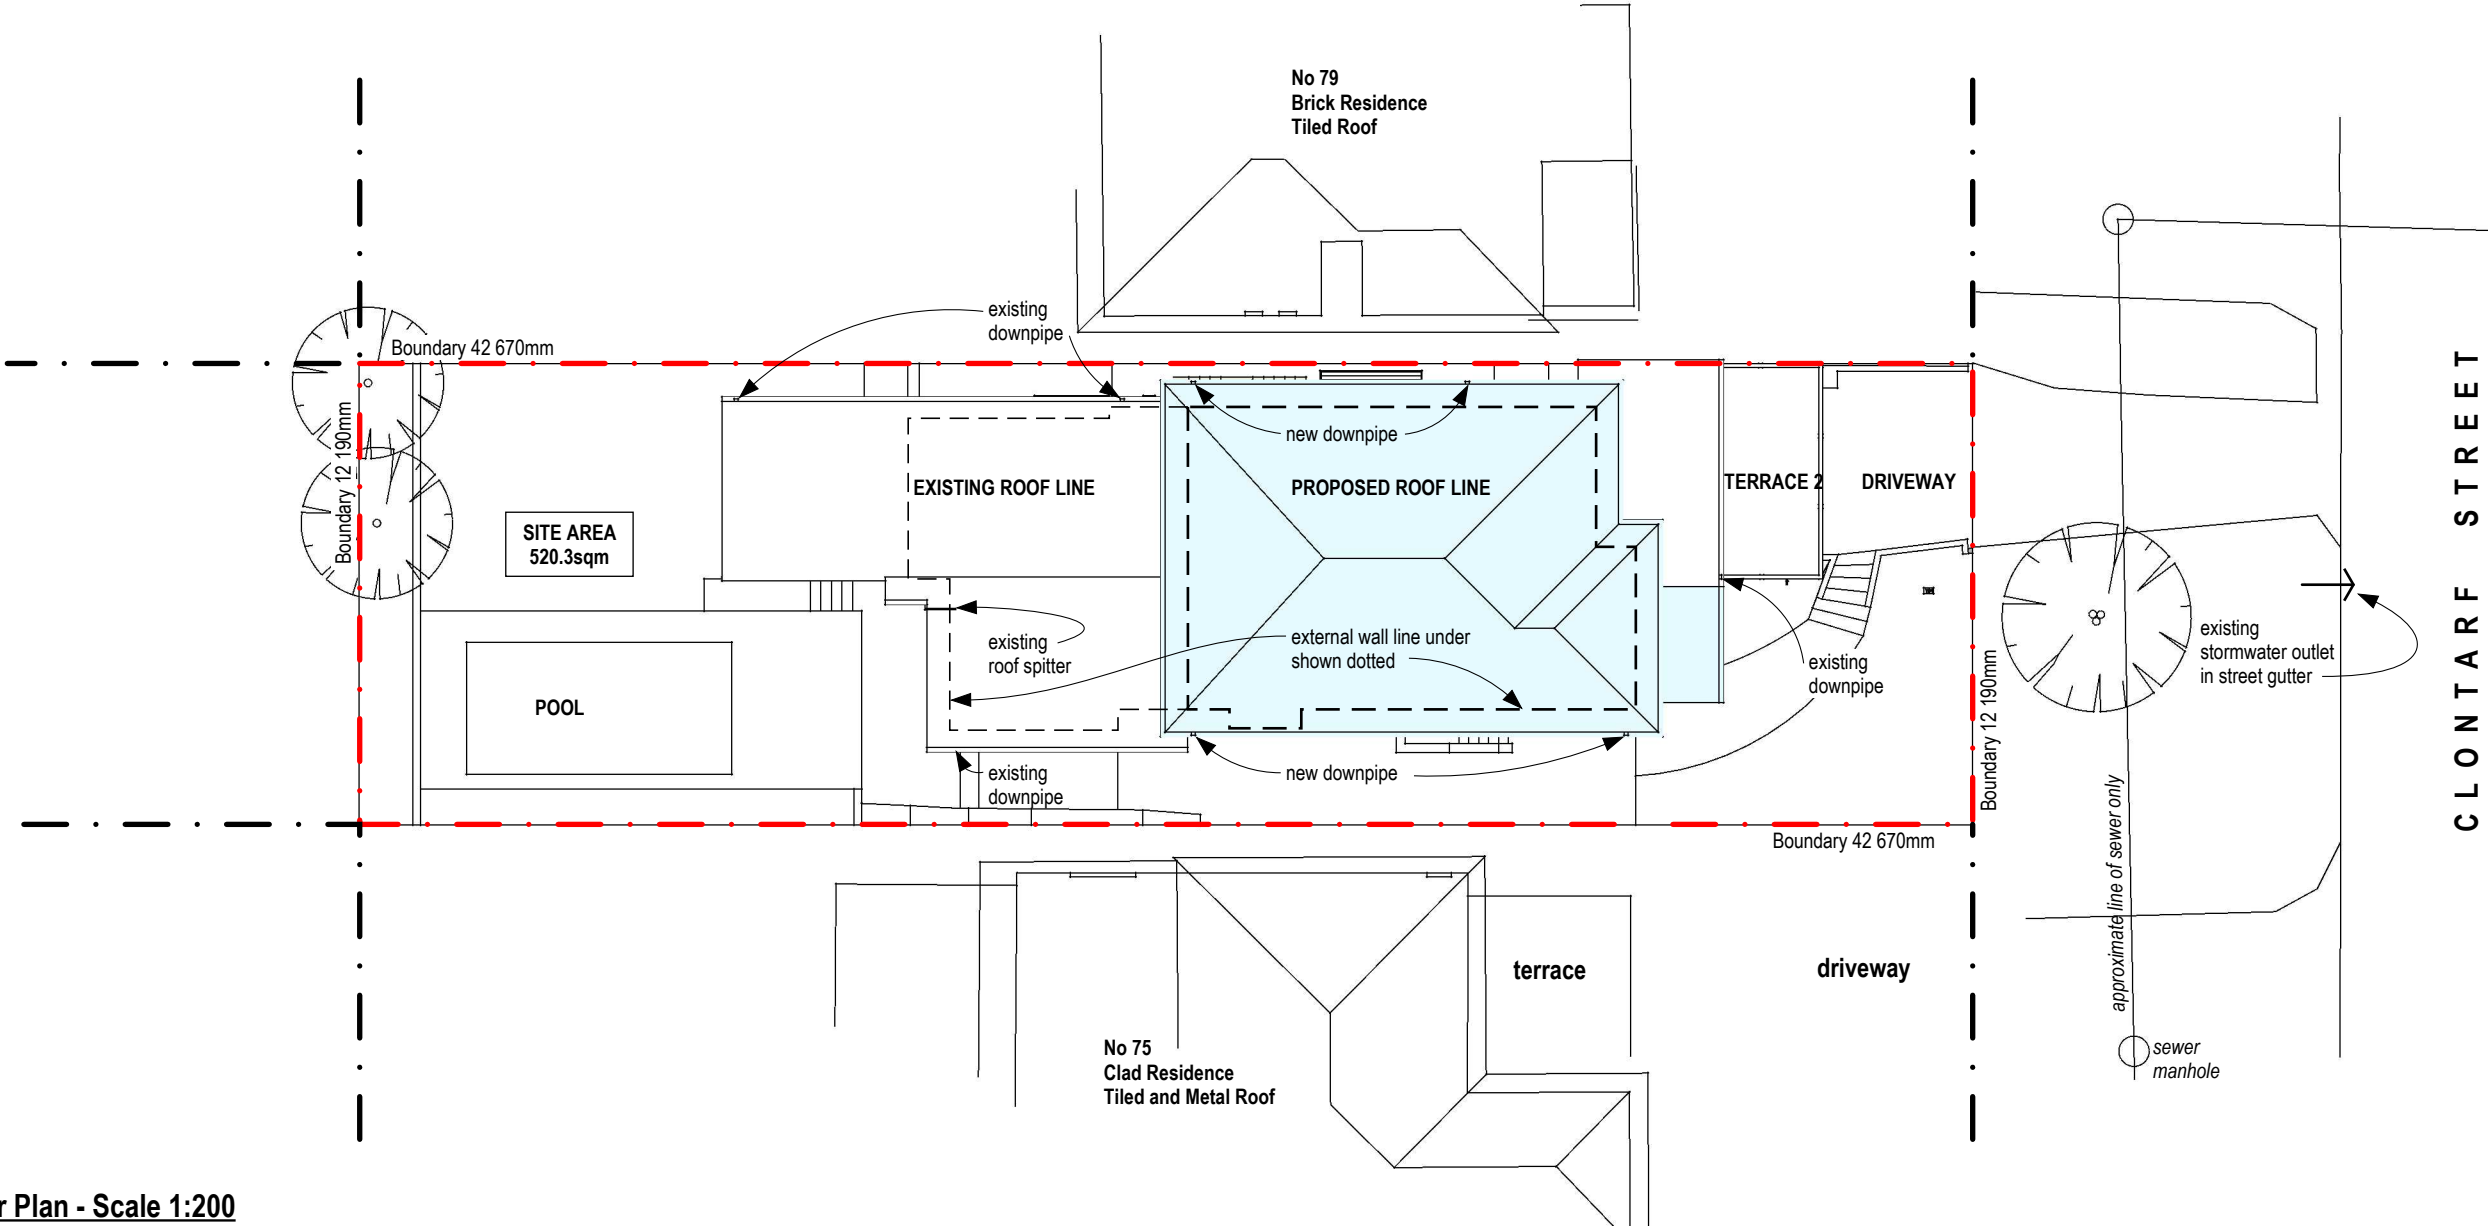 No 79
Brick Residence
Tiled Roof
existing
downpipe
Boundary 42 670mm
Boundary 12 190mm
new downpipe
EXISTING ROOF LINE
PROPOSED ROOF LINE
TERRACE 2
DRIVEWAY
SITE AREA
520.3sqm
existing
roof spitter
external wall line under
shown dotted
existing
downpipe
existing
stormwater outlet
in street gutter
POOL
existing
downpipe
new downpipe
Boundary 12 190mm
Boundary 42 670mm
CLONTARF STREET
approximate line of sewer only
terrace
driveway
No 75
Clad Residence
Tiled and Metal Roof
sewer
manhole
Plan - Scale 1:200